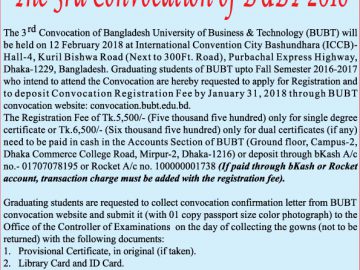 The 3rd Convocation of BUBT 2018
The 3rd Convocation of Bangladesh University of Business & Technology (BUBT) will
be held on 12 February 2018 at International Convention City Bashundhara (ICCB)-
Hall-4, Kuril Bishwa Road (Next to 300Ft. Road), Purbachal Express Highway,
Dhaka-1229, Bangladesh. Graduating students of BUBT upto Fall Semester 2016-2017
who intend to attend the Convocation are hereby requested to apply for Registration and
to deposit Convocation Registration Fee by January 31, 2018 through BUBT
convocation website: convocation.bubt.edu.bd.
The Registration Fee of Tk.5,500/- (Five thousand five hundred) only for single degree
certificate or Tk.6,500/- (Six thousand five hundred) only for dual certificates (if any)
need to be paid in cash in the Accounts Section of BUBT (Ground floor, Campus-2,
Dhaka Commerce College Road, Mirpur-2, Dhaka-1216) or deposit through bKash A/c
no.- 01707078195 or Rocket A/c no. 100000001738 (If paid through bKash or Rocket
account, transaction charge must be added with the registration fee).
Graduating students are requested to collect convocation confirmation letter from BUBT
convocation website and submit it (with 01 copy passport size color photograph) to the
Office of the Controller of Examinations on the day of collecting the gowns (not to be
returned) with the following documents:
1. Provisional Certificate, in original (if taken).
2. Library Card and ID Card.